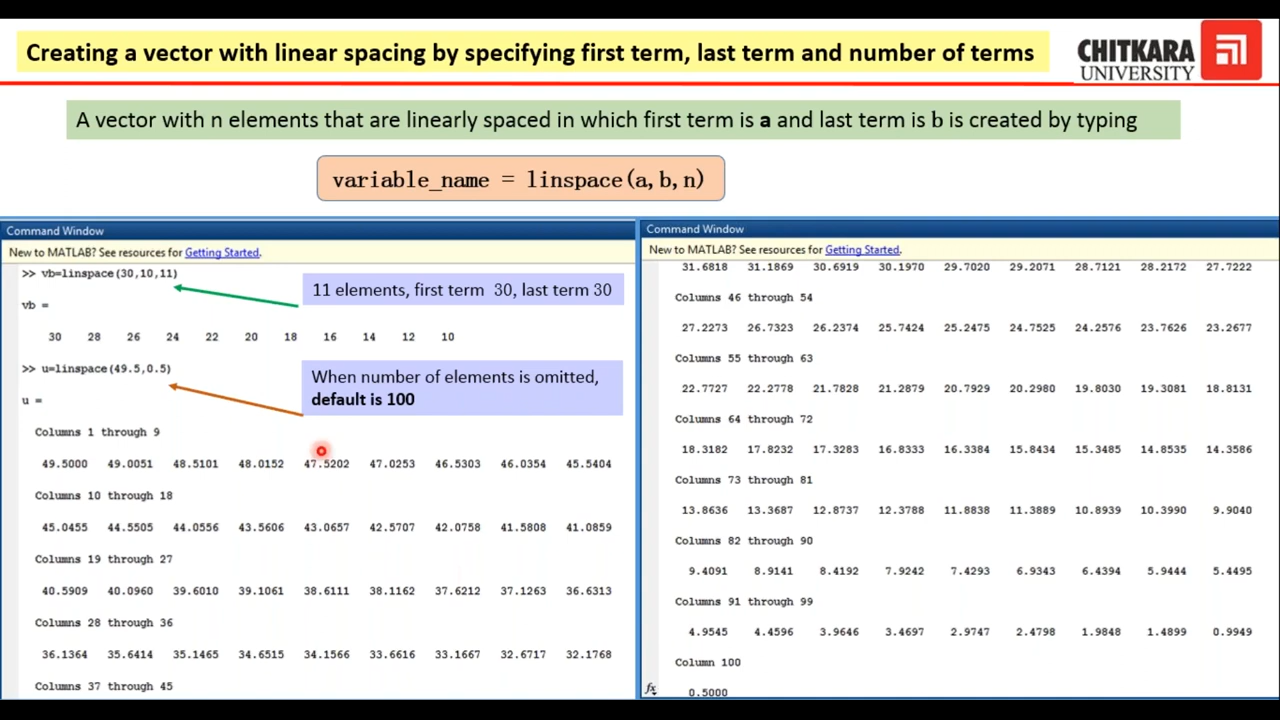 Creating a vector with linear spacing by specifying first term, last term and number of terms
CHITKARA
UNIVERSITY
A vector with n elements that are linearly spaced in which first term is a and last term is b is created by typing
variable_name = linspace(a,b,n)
Command Window
New to MATLAB? See resources for Getting Started.
>> vb=linspace(30,10,11)
11 elements, first term 30, last term 30
vb =
30 28 26 24 22 20 18 16 14 12 10
>> u=linspace(49.5,0.5)
When number of elements is omitted,
default is 100
u =
Columns 1 through 9
49.5000 49.0051 48.5101 48.0152 47.5202 47.0253 46.5303 46.0354 45.5404
Columns 10 through 18
45.0455 44.5505 44.0556 43.5606 43.0657 42.5707 42.0758 41.5808 41.0859
Columns 19 through 27
40.5909 40.0960 39.6010 39.1061 38.6111 38.1162 37.6212 37.1263 36.6313
Columns 28 through 36
36.1364 35.6414 35.1465 34.6515 34.1566 33.6616 33.1667 32.6717 32.1768
Columns 37 through 45
Command Window
New to MATLAB? See resources for Getting Started.
31.6818 31.1869 30.6919 30.1970 29.7020 29.2071 28.7121 28.2172 27.7222
Columns 46 through 54
27.2273 26.7323 26.2374 25.7424 25.2475 24.7525 24.2576 23.7626 23.2677
Columns 55 through 63
22.7727 22.2778 21.7828 21.2879 20.7929 20.2980 19.8030 19.3081 18.8131
Columns 64 through 72
18.3182 17.8232 17.3283 16.8333 16.3384 15.8434 15.3485 14.8535 14.3586
Columns 73 through 81
13.8636 13.3687 12.8737 12.3788 11.8838 11.3889 10.8939 10.3990 9.9040
Columns 82 through 90
9.4091 8.9141 8.4192 7.9242 7.4293 6.9343 6.4394 5.9444 5.4495
Columns 91 through 99
4.9545 4.4596 3.9646 3.4697 2.9747 2.4798 1.9848 1.4899 0.9949
Column 100
fx
0.5000